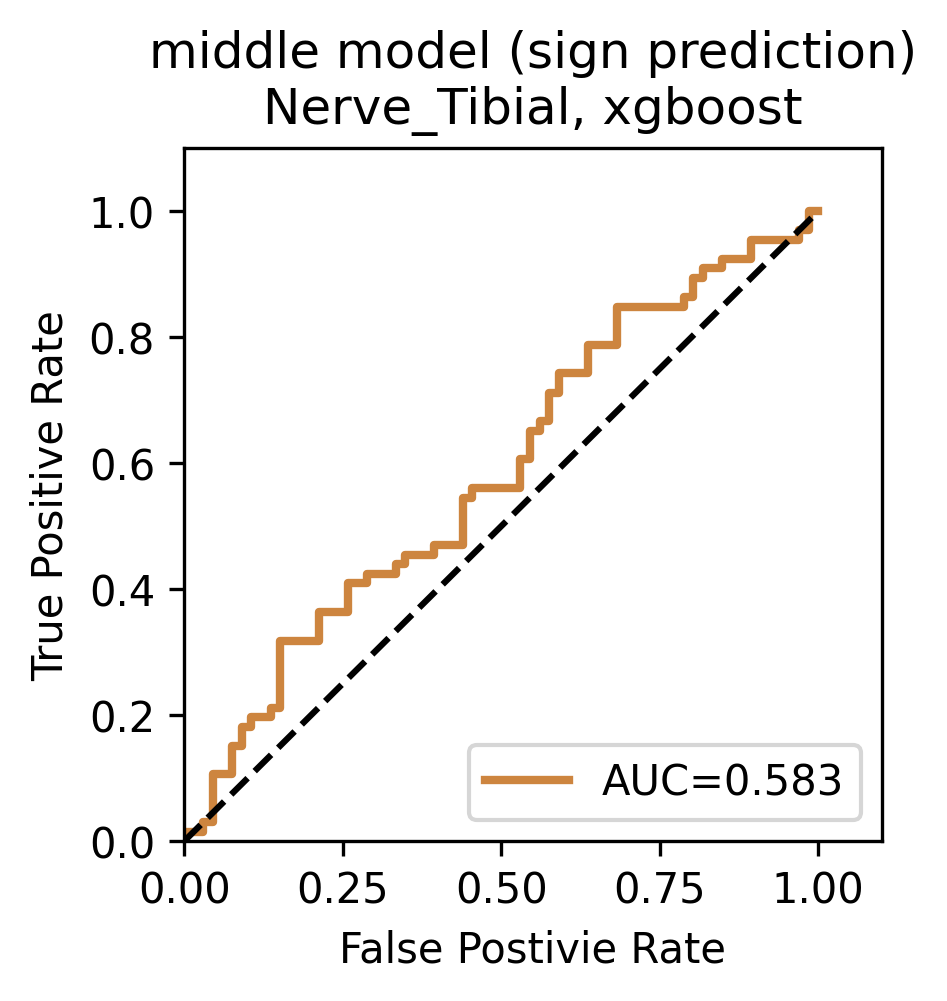 middle model (sign prediction)
Nerve_Tibial, xgboost
1.0
0.8
0.6
0.4
0.2
0.0
True Positive Rate
AUC=0.583
0.00 0.25 0.50 0.75 1.00
False Postivie Rate